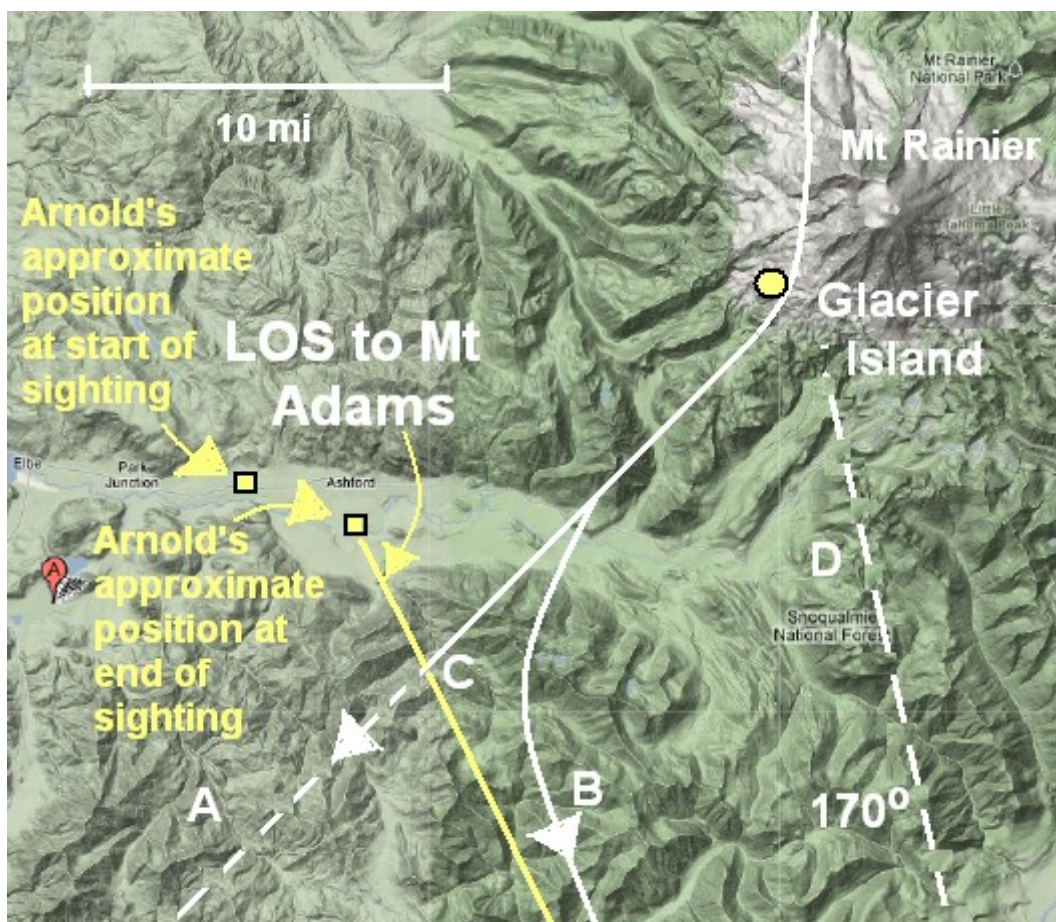 Mt Rainier
National Park
10 mi
Mt Rainier
Arnold's
approximate
position
at start of
sighting
Glacier
Island
LOS to Mt
Adams
Elbe
Park
Junction
Ashford
A
Arnold's
approximate
position at
end of
sighting
D
Snoqualmie
National Forest
C
A
B
170º